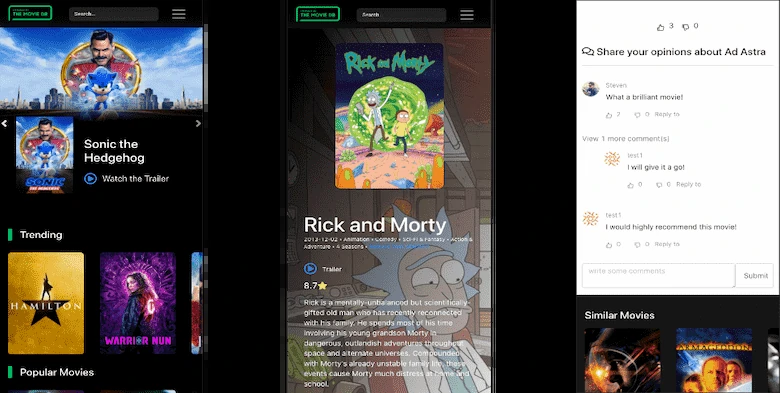 THE MOVIE DB
Search...
Sonic the
Hedgehog
Watch the Trailer
SONIC
THE HEDGEHOG
Trending
HAMILTON
WARRIOR NUN
Popular Movies
THE MOVIE DB
Search
Rick and Morty
Rick and Morty
2013-12-02 • Animation • Comedy • Sci-Fi & Fantasy • Action &
Adventure • 4 Seasons •
Trailer
8.7
Rick is a mentally-unbalanced but scientifically-
gifted old man who has recently reconnected
with his family. He spends most of his time
involving his young grandson Morty in
dangerous, outlandish adventures throughout
space and alternate universes. Compounded
with Morty's already unstable family life, these
events cause Morty much distress at home and
school.
3 0
Share your opinions about Ad Astra
Steven
What a brilliant movie!
2 0 Reply to
View 1 more comment(s)
test1
I will give it a go!
0 0 Reply to
test1
I would highly recommend this movie!
0 0 Reply to
write some comments
Submit
Similar Movies
ARMAGEDDON